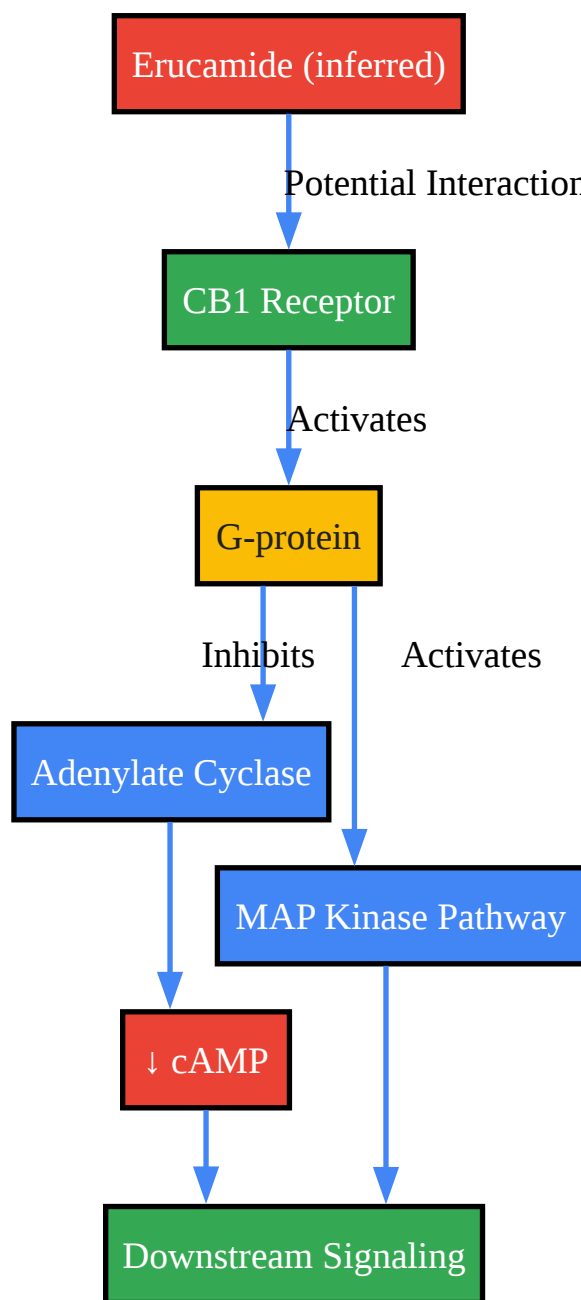 Erucamide (inferred)
Potential Interaction
CB1 Receptor
Activates
G-protein
Inhibits
Activates
Adenylate Cyclase
MAP Kinase Pathway
↓ cAMP
Downstream Signaling